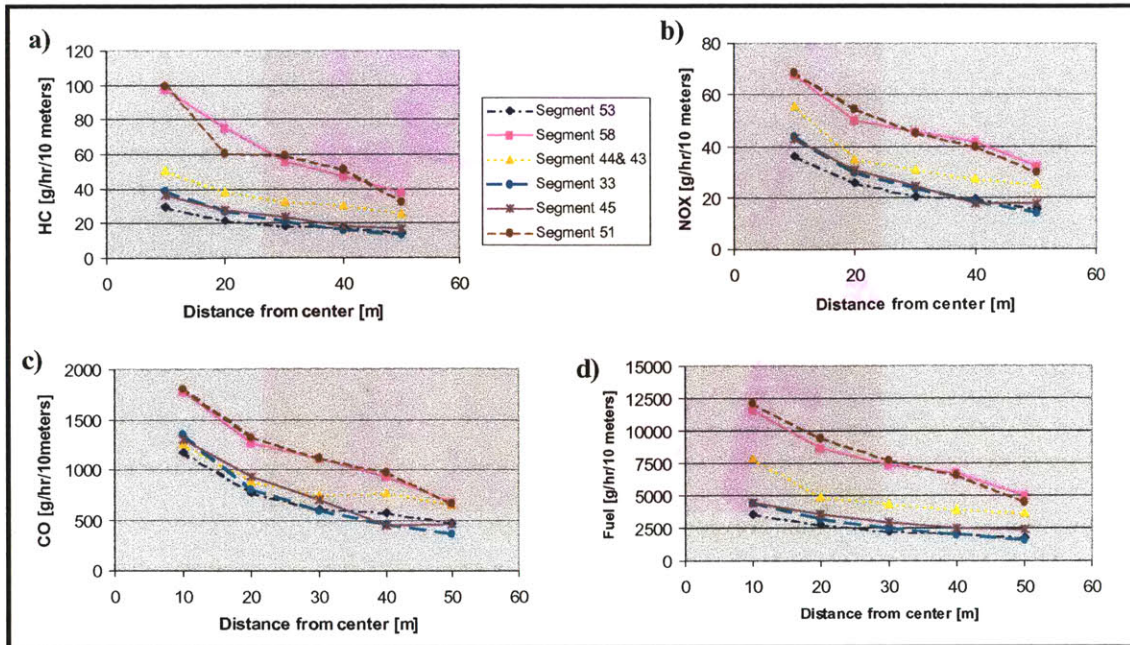 a)
120
100
80
60
40
20
0
HC [g/hr/10 meters]
0 20 40 60
Distance from center [m]
Segment 53
Segment 58
Segment 44& 43
Segment 33
Segment 45
Segment 51
b)
80
60
40
20
0
NOX [g/hr/10 meters]
0 20 40 60
Distance from center [m]
c)
2000
1500
1000
500
0
CO [g/hr/10meters]
0 10 20 30 40 50 60
Distance from center [m]
d)
15000
12500
10000
7500
5000
2500
0
Fuel [g/hr/10 meters]
0 10 20 30 40 50 60
Distance from center [m]